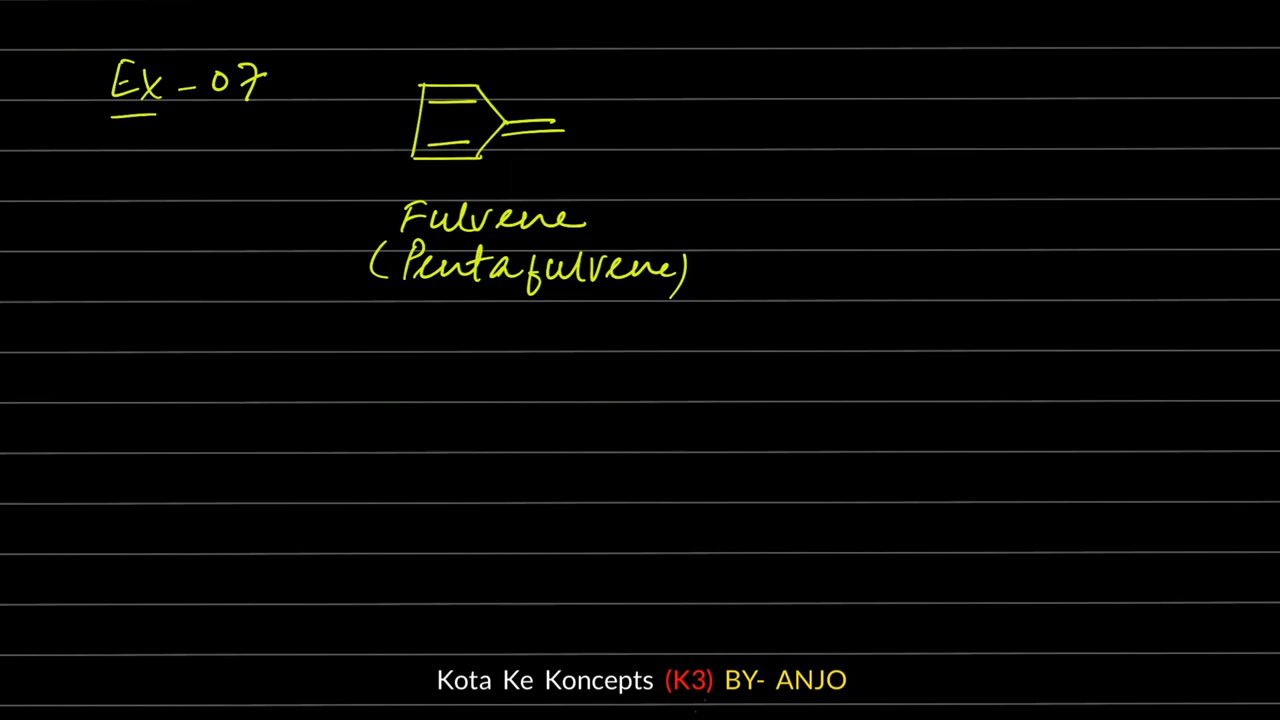 Ex - 07
Fulvene
(Pentafulvene)
Kota Ke Koncepts (K3) BY- ANJO